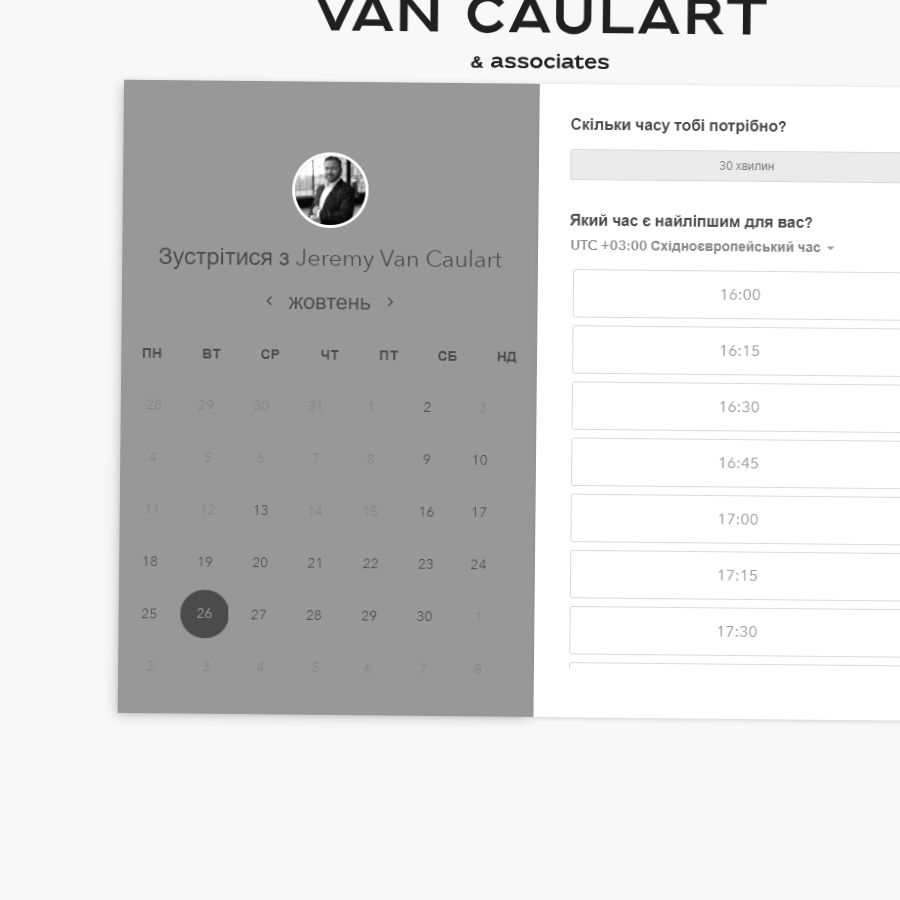 VAN CAULART
& associates
Зустрітися з Jeremy Van Caulart
жовтень
ПН ВТ СР ЧТ ПТ СБ НД
28 29 30 31 1 2 3
4 5 6 7 8 9 10
11 12 13 14 15 16 17
18 19 20 21 22 23 24
25 26 27 28 29 30 1
2 3 4 5 6 7 8
Скільки часу тобі потрібно?
30 хвилин
Який час є найліпшим для вас?
UTC +03:00 Східноєвропейський час
16:00
16:15
16:30
16:45
17:00
17:15
17:30